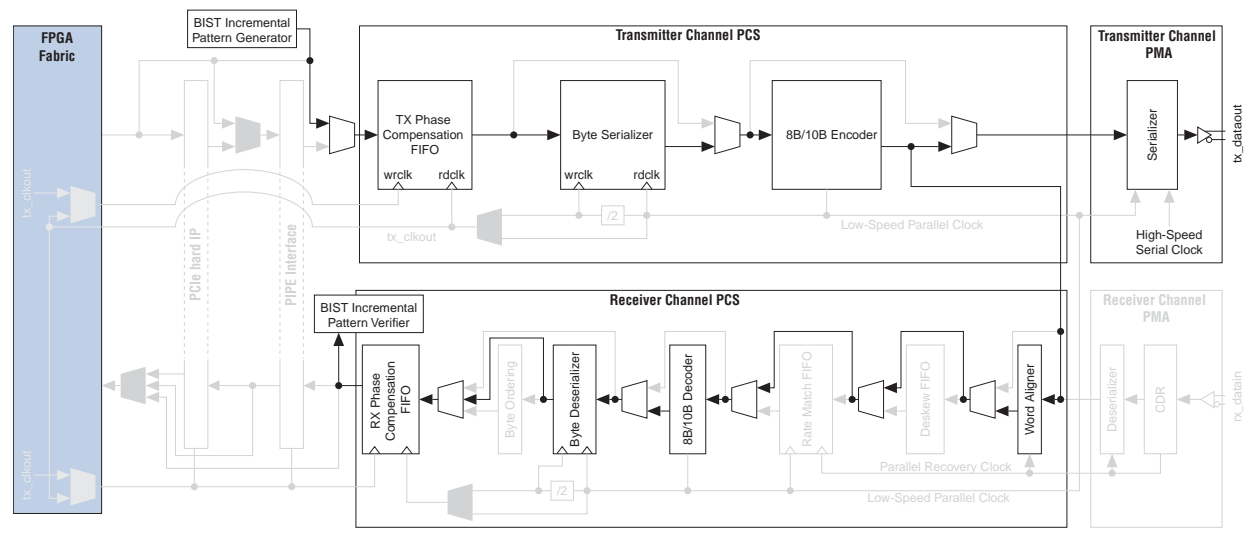 BIST Incremental
Pattern Generator
FPGA
Fabric
Transmitter Channel PCS
Transmitter Channel
PMA
TX Phase
Compensation
FIFO
wrclk
rdclk
Byte Serializer
wrclk
rdclk
8B/10B Encoder
Serializer
tx_dataout
tx_clkout
/2
tx_clkout
Low-Speed Parallel Clock
High-Speed
Serial Clock
PCIe hard IP
PIPE Interface
BIST Incremental
Pattern Verifier
Receiver Channel PCS
Receiver Channel
PMA
RX Phase
Compensation
FIFO
Byte Ordering
Byte Deserializer
8B/10B Decoder
Rate Match FIFO
Deskew FIFO
Word Aligner
Deserializer
CDR
rx_datain
tx_clkout
Parallel Recovery Clock
/2
Low-Speed Parallel Clock